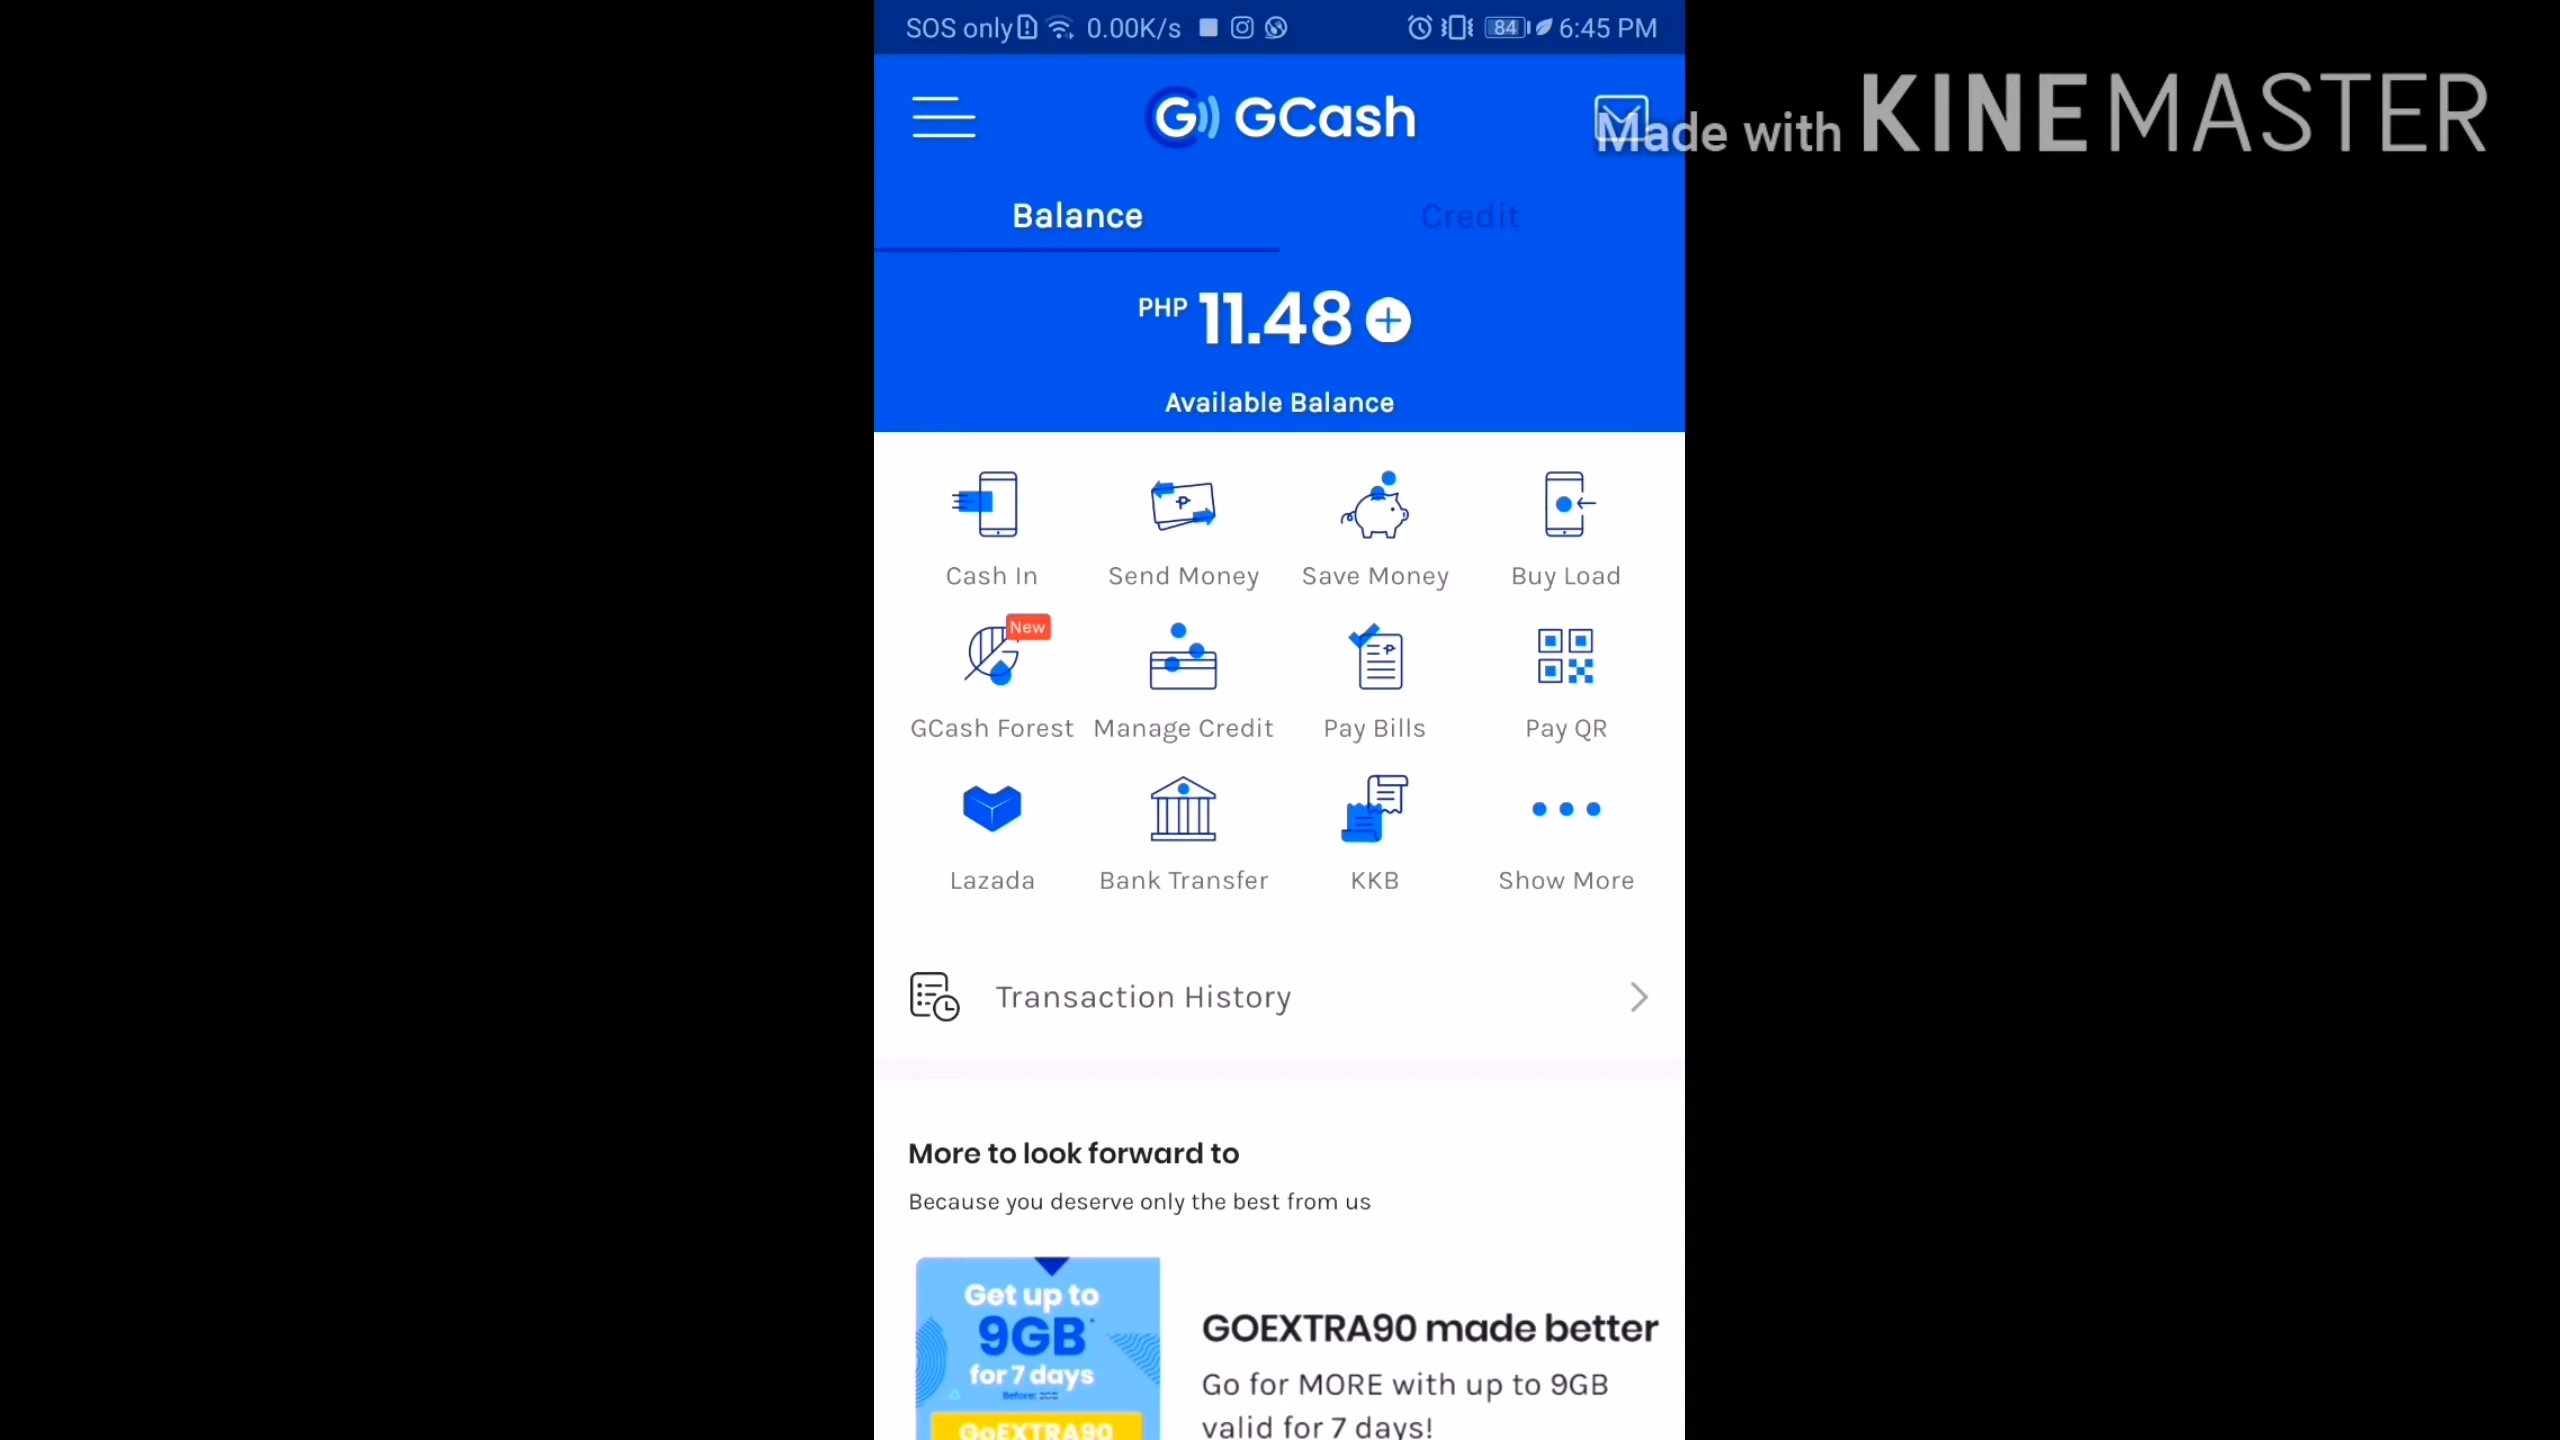 SOS only 0.00K/s 84 6:45 PM
GCash
Made with KINEMASTER
Balance Credit
PHP 11.48
Available Balance
Cash In Send Money Save Money Buy Load
New
GCash Forest Manage Credit Pay Bills Pay QR
Lazada Bank Transfer KKB Show More
Transaction History
More to look forward to
Because you deserve only the best from us
Get up to
9GB*
for 7 days
Before: 2GB
GoEXTRA90
GOEXTRA90 made better
Go for MORE with up to 9GB
valid for 7 days!